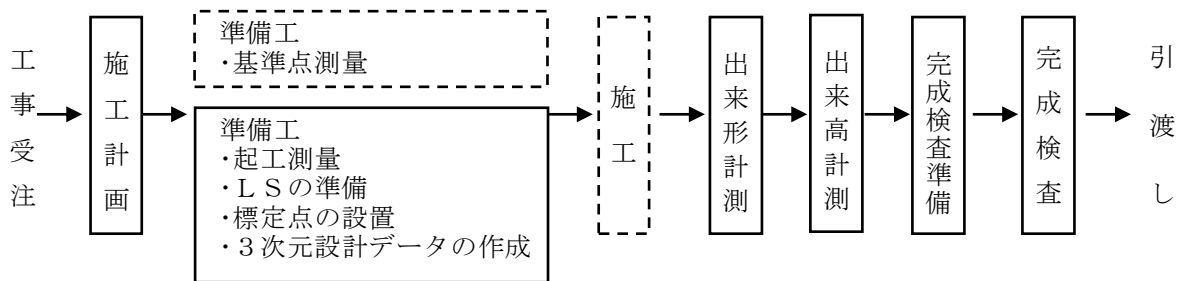 工事受注
施工計画
準備工
・基準点測量
準備工
・起工測量
・ＬＳの準備
・標定点の設置
・３次元設計データの作成
施工
出来形計測
出来高計測
完成検査準備
完成検査
引渡し